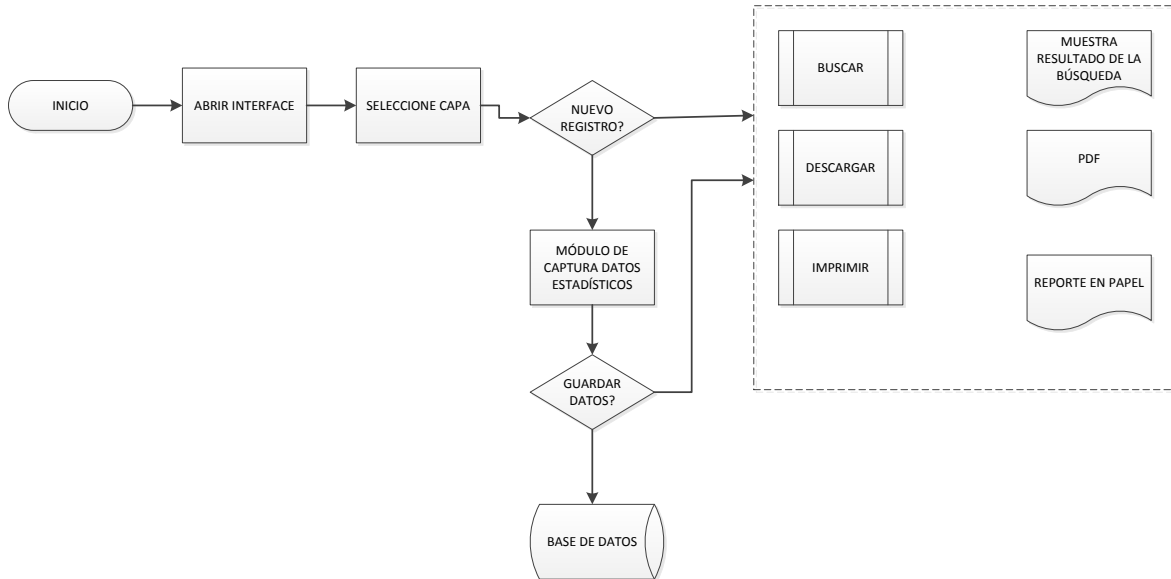 INICIO
ABRIR INTERFACE
SELECCIONE CAPA
NUEVO
REGISTRO?
MÓDULO DE
CAPTURA DATOS
ESTADÍSTICOS
GUARDAR
DATOS?
BASE DE DATOS
BUSCAR
MUESTRA
RESULTADO DE LA
BÚSQUEDA
DESCARGAR
PDF
IMPRIMIR
REPORTE EN PAPEL